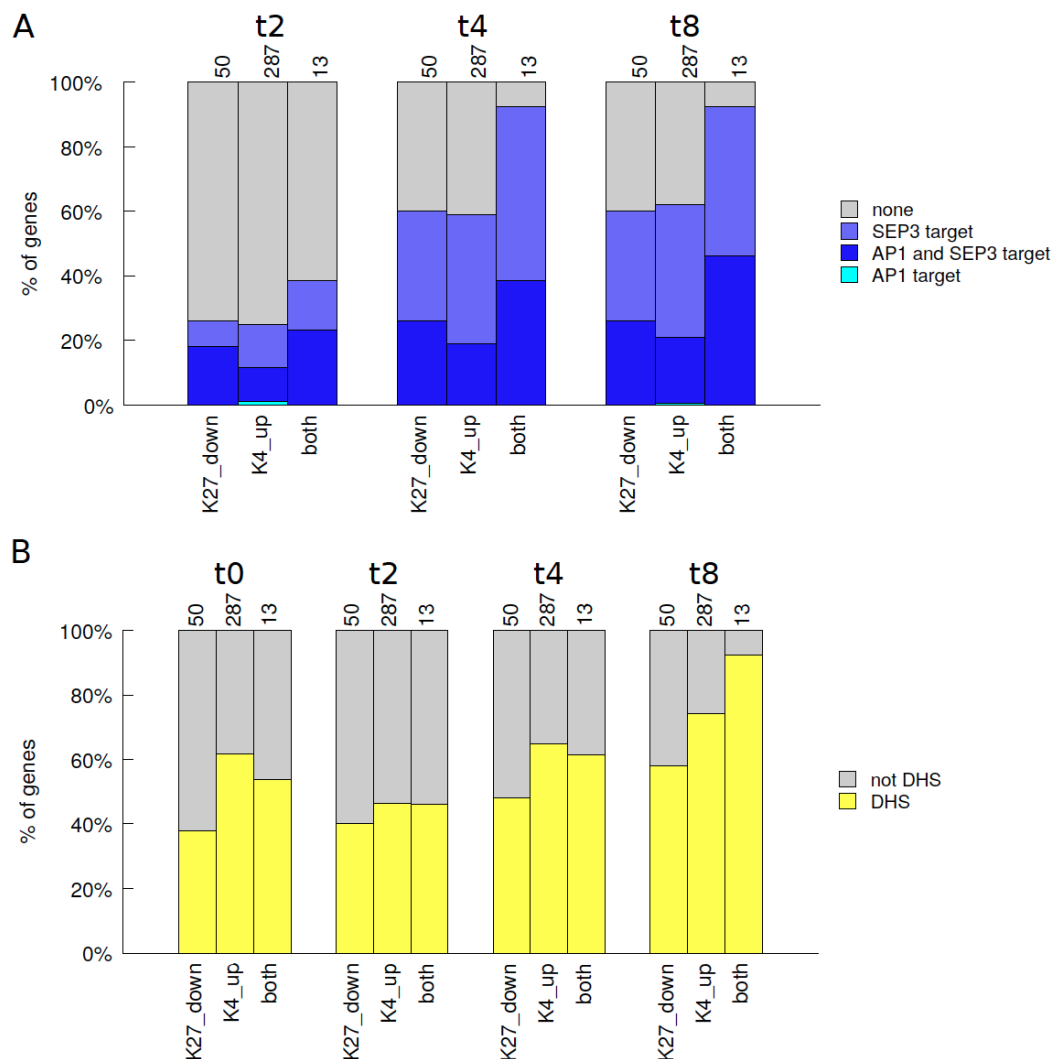 A
t2 t4 t8
50 287 13 50 287 13 50 287 13
100%
80%
60%
40%
20%
0%
% of genes
K27_down K4_up both K27_down K4_up both K27_down K4_up both
none
SEP3 target
AP1 and SEP3 target
AP1 target
B
t0 t2 t4 t8
50 287 13 50 287 13 50 287 13 50 287 13
100%
80%
60%
40%
20%
0%
% of genes
K27_down K4_up both K27_down K4_up both K27_down K4_up both K27_down K4_up both
not DHS
DHS